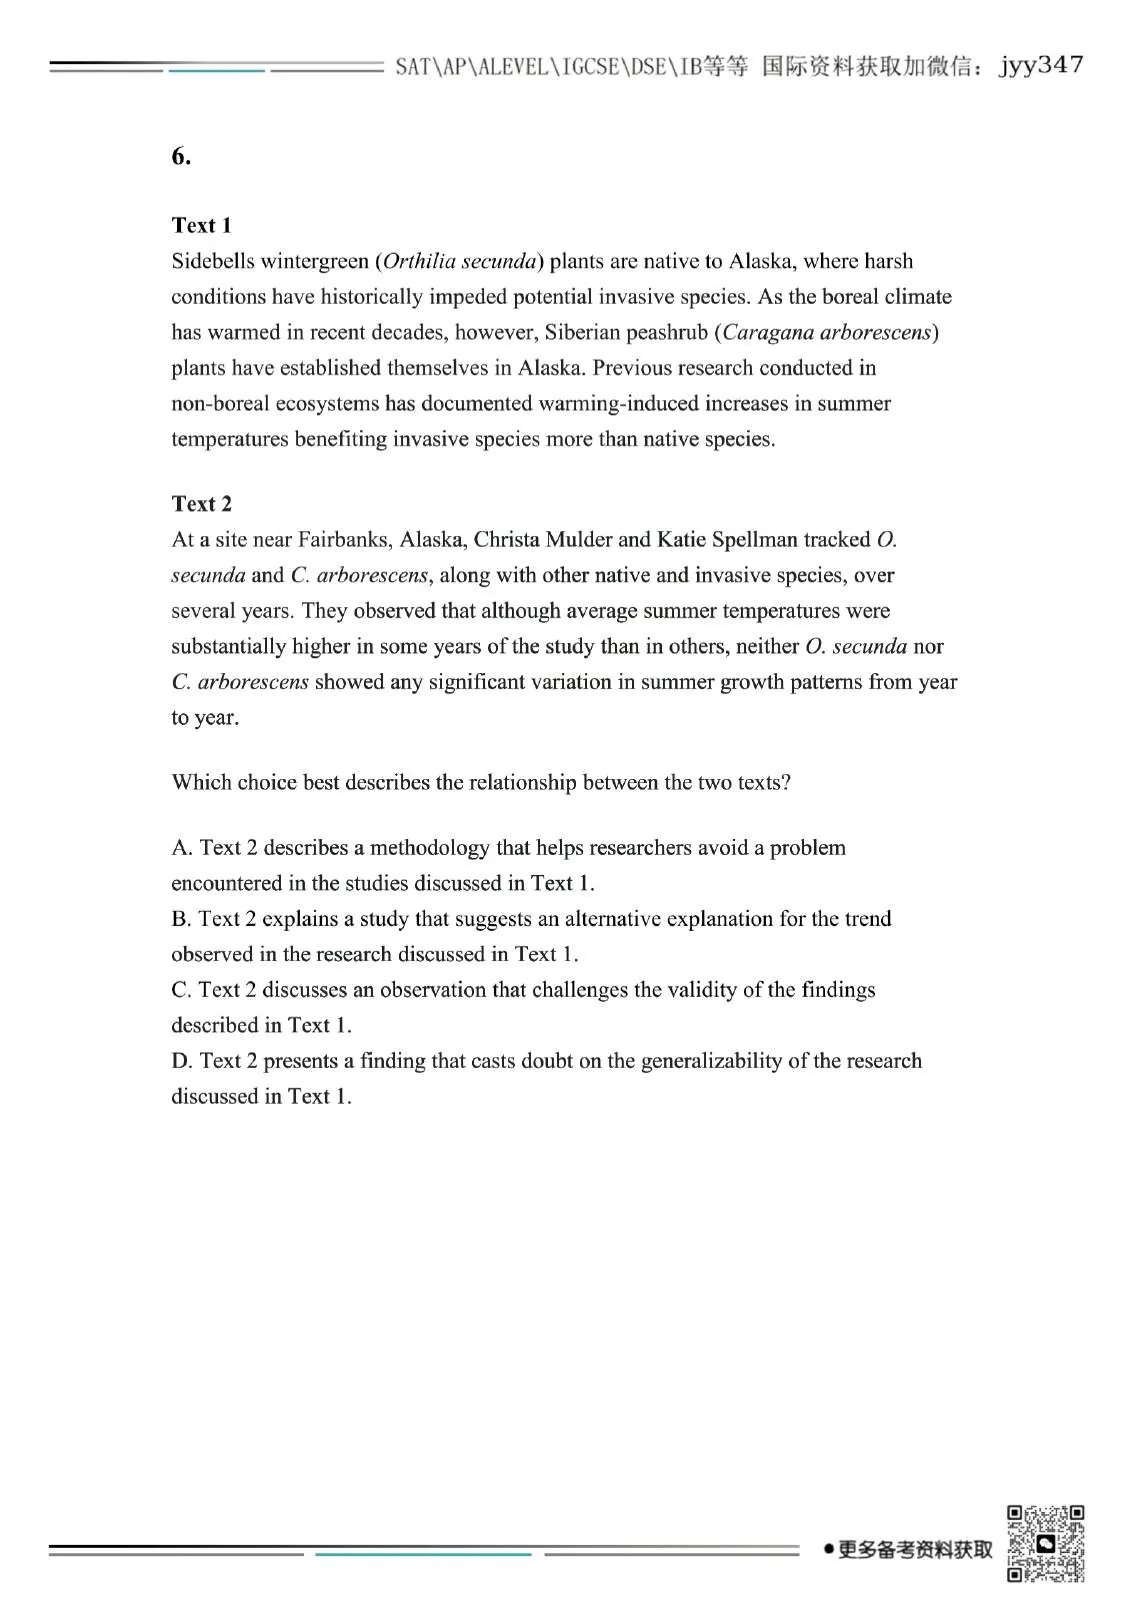 SAT\AP\ALEVEL\IGCSE\DSE\IB等等 国际资料获取加微信：jyy347
6.
Text 1
Sidebells wintergreen (Orthilia secunda) plants are native to Alaska, where harsh
conditions have historically impeded potential invasive species. As the boreal climate
has warmed in recent decades, however, Siberian peashrub (Caragana arborescens)
plants have established themselves in Alaska. Previous research conducted in
non-boreal ecosystems has documented warming-induced increases in summer
temperatures benefiting invasive species more than native species.
Text 2
At a site near Fairbanks, Alaska, Christa Mulder and Katie Spellman tracked O.
secunda and C. arborescens, along with other native and invasive species, over
several years. They observed that although average summer temperatures were
substantially higher in some years of the study than in others, neither O. secunda nor
C. arborescens showed any significant variation in summer growth patterns from year
to year.
Which choice best describes the relationship between the two texts?
A. Text 2 describes a methodology that helps researchers avoid a problem
encountered in the studies discussed in Text 1.
B. Text 2 explains a study that suggests an alternative explanation for the trend
observed in the research discussed in Text 1.
C. Text 2 discusses an observation that challenges the validity of the findings
described in Text 1.
D. Text 2 presents a finding that casts doubt on the generalizability of the research
discussed in Text 1.
●更多备考资料获取